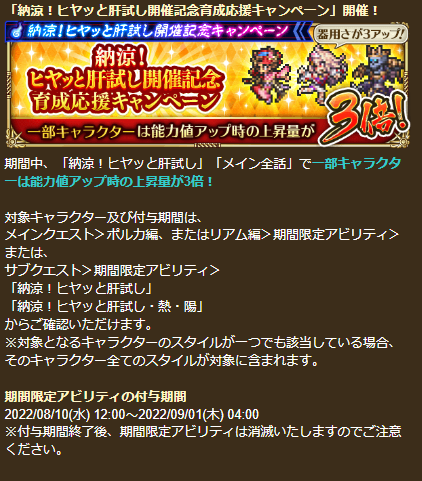 「納涼！ヒヤッと肝試し開催記念育成応援キャンペーン」開催！
納涼！ヒヤッと肝試し開催記念キャンペーン
器用さが3アップ！
納涼！
ヒヤッと肝試し開催記念
育成応援キャンペーン
一部キャラクターは能力値アップ時の上昇量が
3倍！
期間中、「納涼！ヒヤッと肝試し」「メイン全話」で一部キャラクタ
ーは能力値アップ時の上昇量が3倍！
対象キャラクター及び付与期間は、
メインクエスト＞ポルカ編、またはリアム編＞期間限定アビリティ＞
または、
サブクエスト＞期間限定アビリティ＞
「納涼！ヒヤッと肝試し」
「納涼！ヒヤッと肝試し・熱・陽」
からご確認いただけます。
※対象となるキャラクターのスタイルが一つでも該当している場合、
そのキャラクター全てのスタイルが対象に含まれます。
期間限定アビリティの付与期間
2022/08/10(水) 12:00～2022/09/01(木) 04:00
※付与期間終了後、期間限定アビリティは消滅いたしますのでご注意
ください。